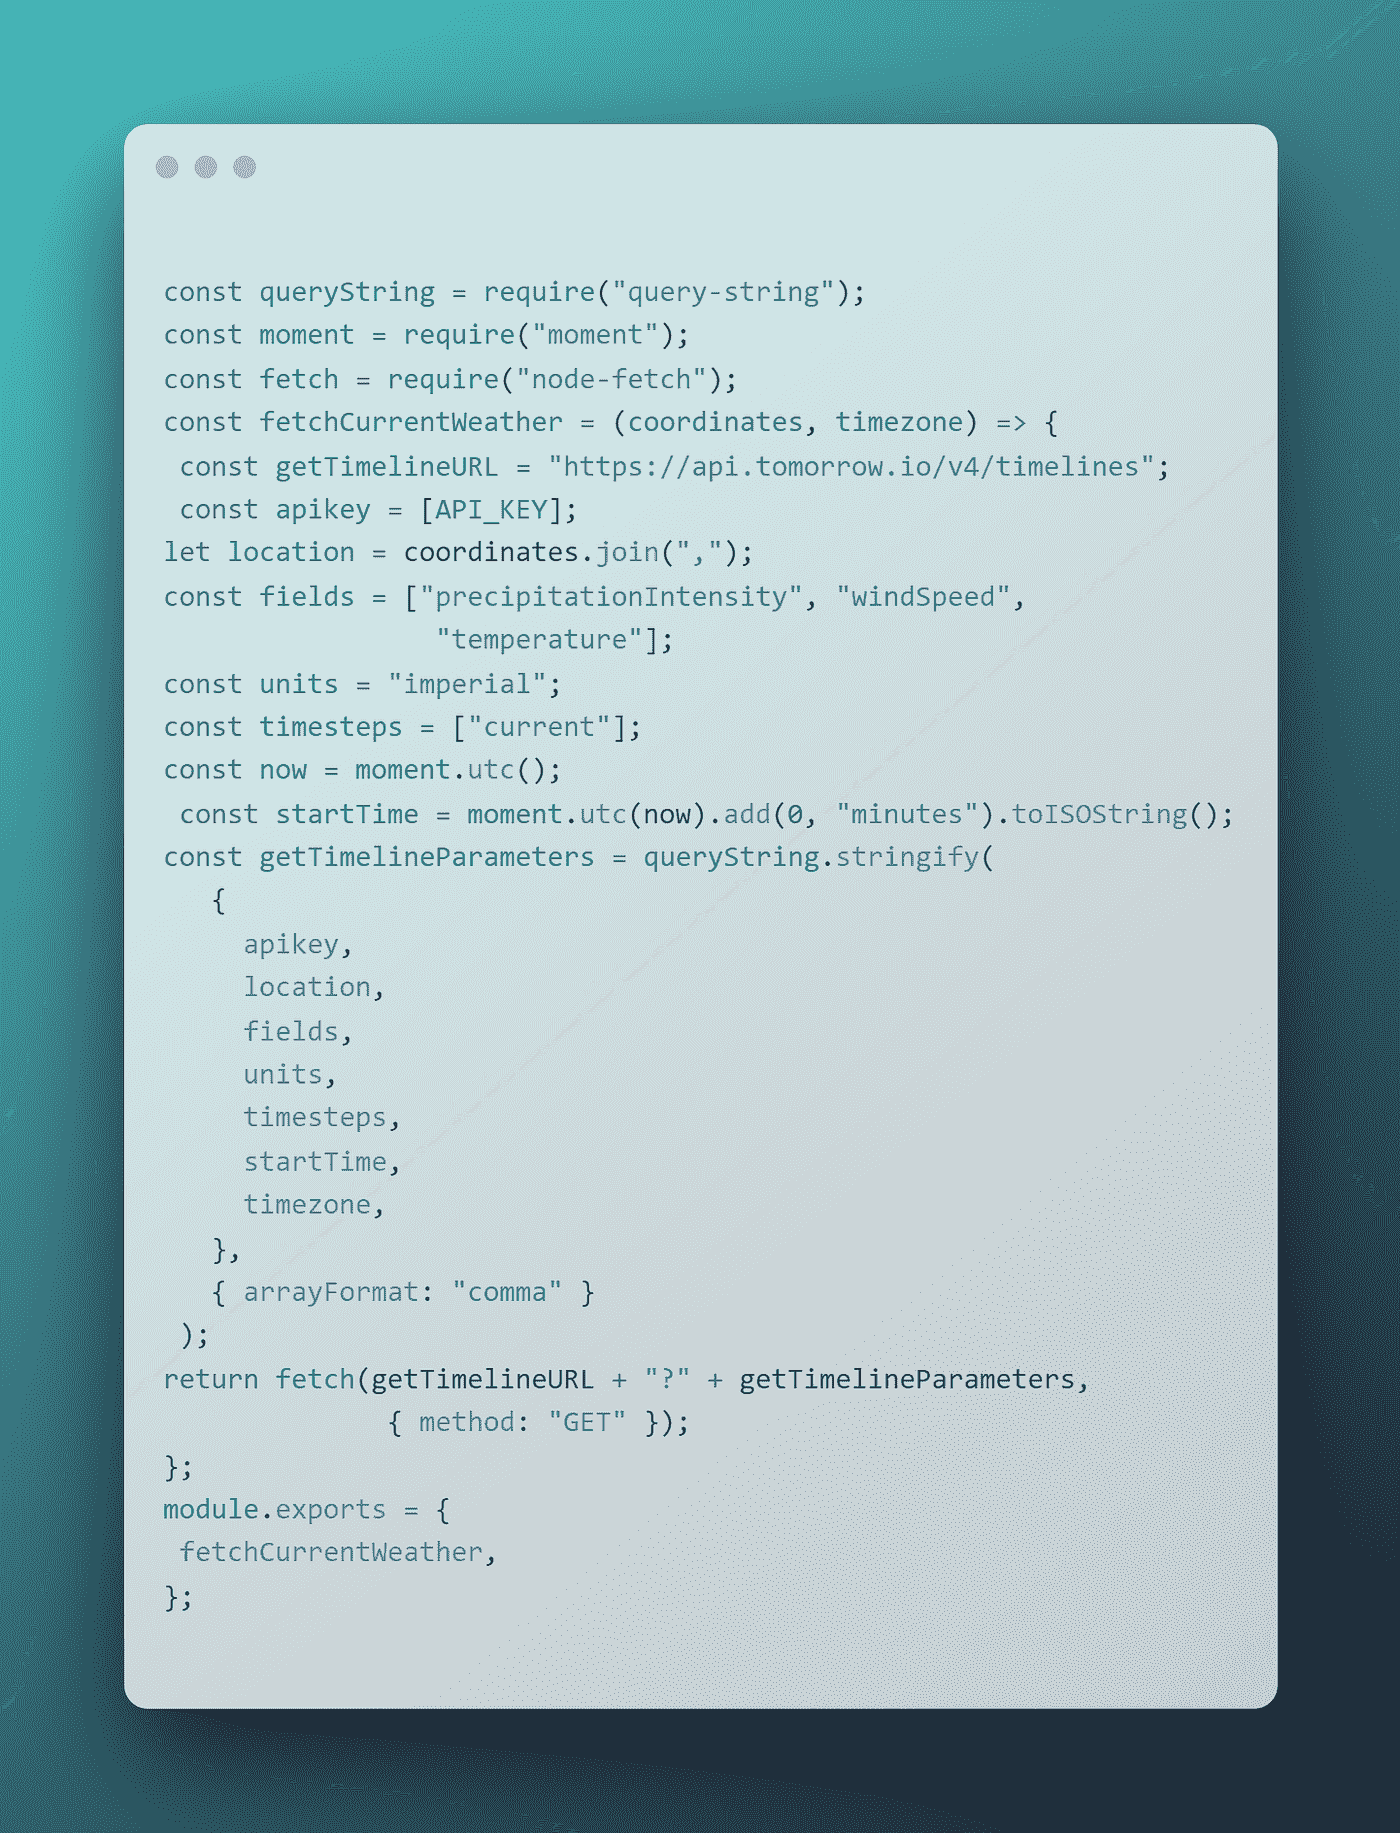 const queryString = require("query-string");
const moment = require("moment");
const fetch = require("node-fetch");
const fetchCurrentWeather = (coordinates, timezone) => {
 const getTimelineURL = "https://api.tomorrow.io/v4/timelines";
 const apikey = [API_KEY];
let location = coordinates.join(",");
const fields = ["precipitationIntensity", "windSpeed",
                 "temperature"];
const units = "imperial";
const timesteps = ["current"];
const now = moment.utc();
 const startTime = moment.utc(now).add(0, "minutes").toISOString();
const getTimelineParameters = queryString.stringify(
   {
     apikey,
     location,
     fields,
     units,
     timesteps,
     startTime,
     timezone,
   },
   { arrayFormat: "comma" }
 );
return fetch(getTimelineURL + "?" + getTimelineParameters,
              { method: "GET" });
};
module.exports = {
 fetchCurrentWeather,
};